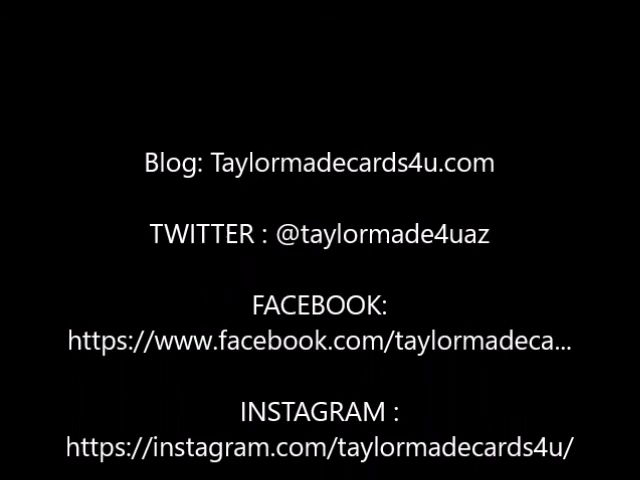 Blog: Taylormadecards4u.com
TWITTER : @taylormade4uaz
FACEBOOK:
https://www.facebook.com/taylormadeca...
INSTAGRAM :
https://instagram.com/taylormadecards4u/